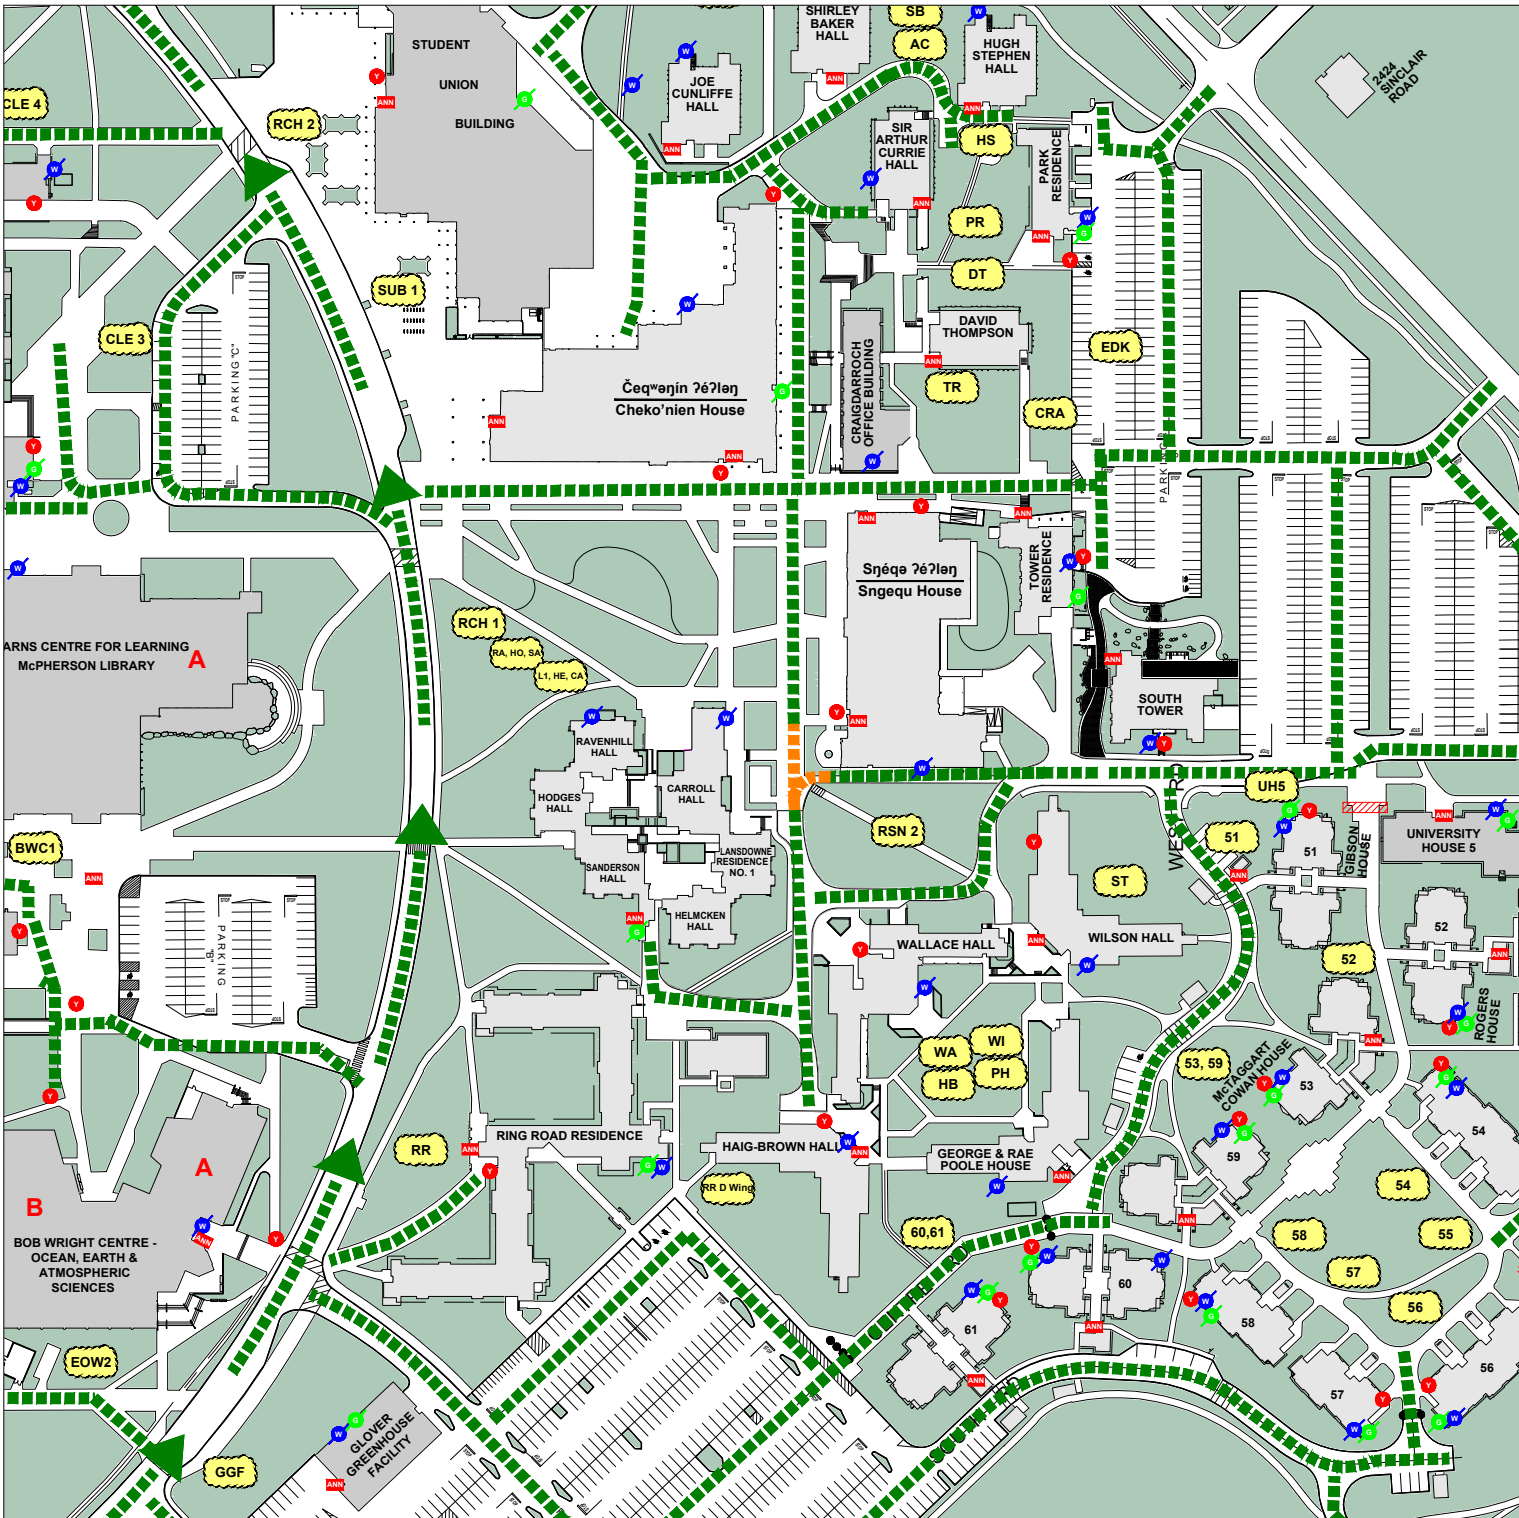 STUDENT
UNION
BUILDING
SHIRLEY
BAKER
HALL
SB
AC
HUGH
STEPHEN
HALL
2424
SINCLAIR
ROAD
JOE
CUNLIFFE
HALL
CLE 4
RCH 2
SIR
ARTHUR
CURRIE
HALL
HS
PARK
RESIDENCE
PR
DT
SUB 1
CLE 3
PARKING "C"
DAVID
THOMPSON
EDK
TR
CRA
CRAIGDARROCH
OFFICE BUILDING
Čeqʷəŋín ʔéʔləŋ
Cheko'nien House
PARKING
Sŋéqə ʔéʔləŋ
Sngequ House
TOWER
RESIDENCE
RCH 1
RA, HO, SA
L1, HE, CA
ARNS CENTRE FOR LEARNING
McPHERSON LIBRARY
A
SOUTH
TOWER
RAVENHILL
HALL
HODGES
HALL
CARROLL
HALL
SANDERSON
HALL
LANSDOWNE
RESIDENCE
NO. 1
HELMCKEN
HALL
BWC1
RSN 2
UH5
51
51
GIBSON
HOUSE
UNIVERSITY
HOUSE 5
ST
WALLACE HALL
WILSON HALL
52
52
ROGERS
HOUSE
PARKING
"B"
WA
WI
HB
PH
53, 59
McTAGGART
COWAN HOUSE
53
54
59
RR
RING ROAD RESIDENCE
HAIG-BROWN HALL
GEORGE & RAE
POOLE HOUSE
RR D Wing
54
A
B
BOB WRIGHT CENTRE -
OCEAN, EARTH &
ATMOSPHERIC
SCIENCES
60,61
58
55
57
56
60
61
58
57
56
EOW2
GGF
GLOVER
GREENHOUSE
FACILITY